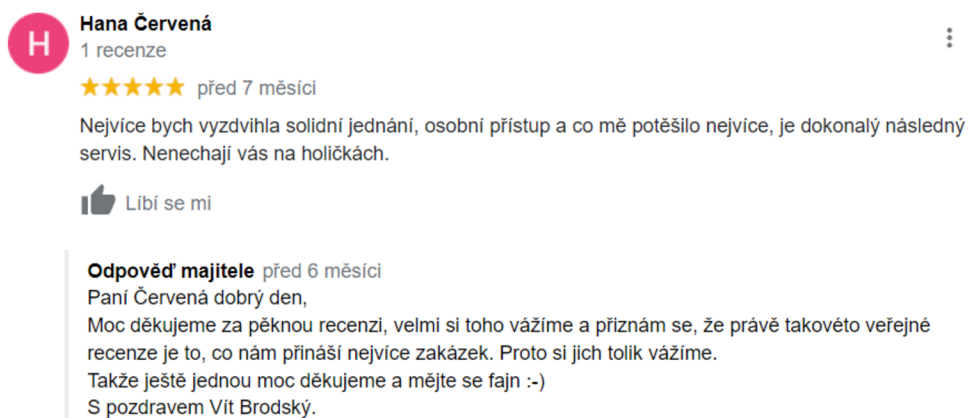 H
Hana Červená
1 recenze
před 7 měsíci
Nejvíce bych vyzdvihla solidní jednání, osobní přístup a co mě potěšilo nejvíce, je dokonalý následný
servis. Nenechají vás na holičkách.
Líbí se mi
Odpověď majitele před 6 měsíci
Paní Červená dobrý den,
Moc děkujeme za pěknou recenzi, velmi si toho vážíme a přiznám se, že právě takovéto veřejné
recenze je to, co nám přináší nejvíce zakázek. Proto si jich tolik vážíme.
Takže ještě jednou moc děkujeme a mějte se fajn :-)
S pozdravem Vít Brodský.